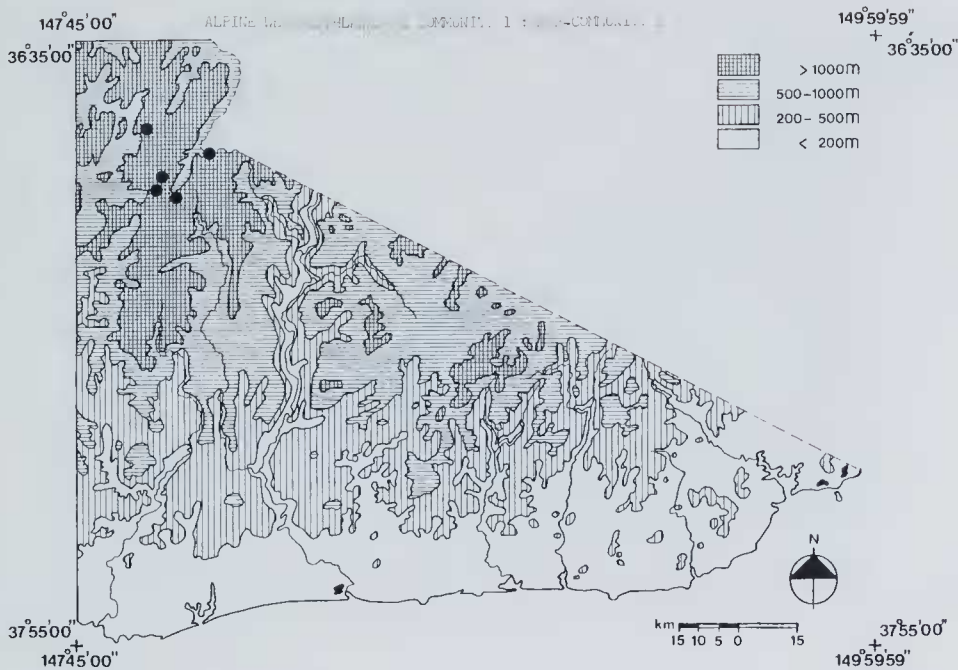 ALPINE COMMUNITY 1 :
147°45'00"
149°59'59"
36°35'00"
36°35'00"
> 1000m
500-1000m
200-500m
< 200m
N
km
15 10 5 0 15
37°55'00"
37°55'00"
147°45'00"
149°59'59"